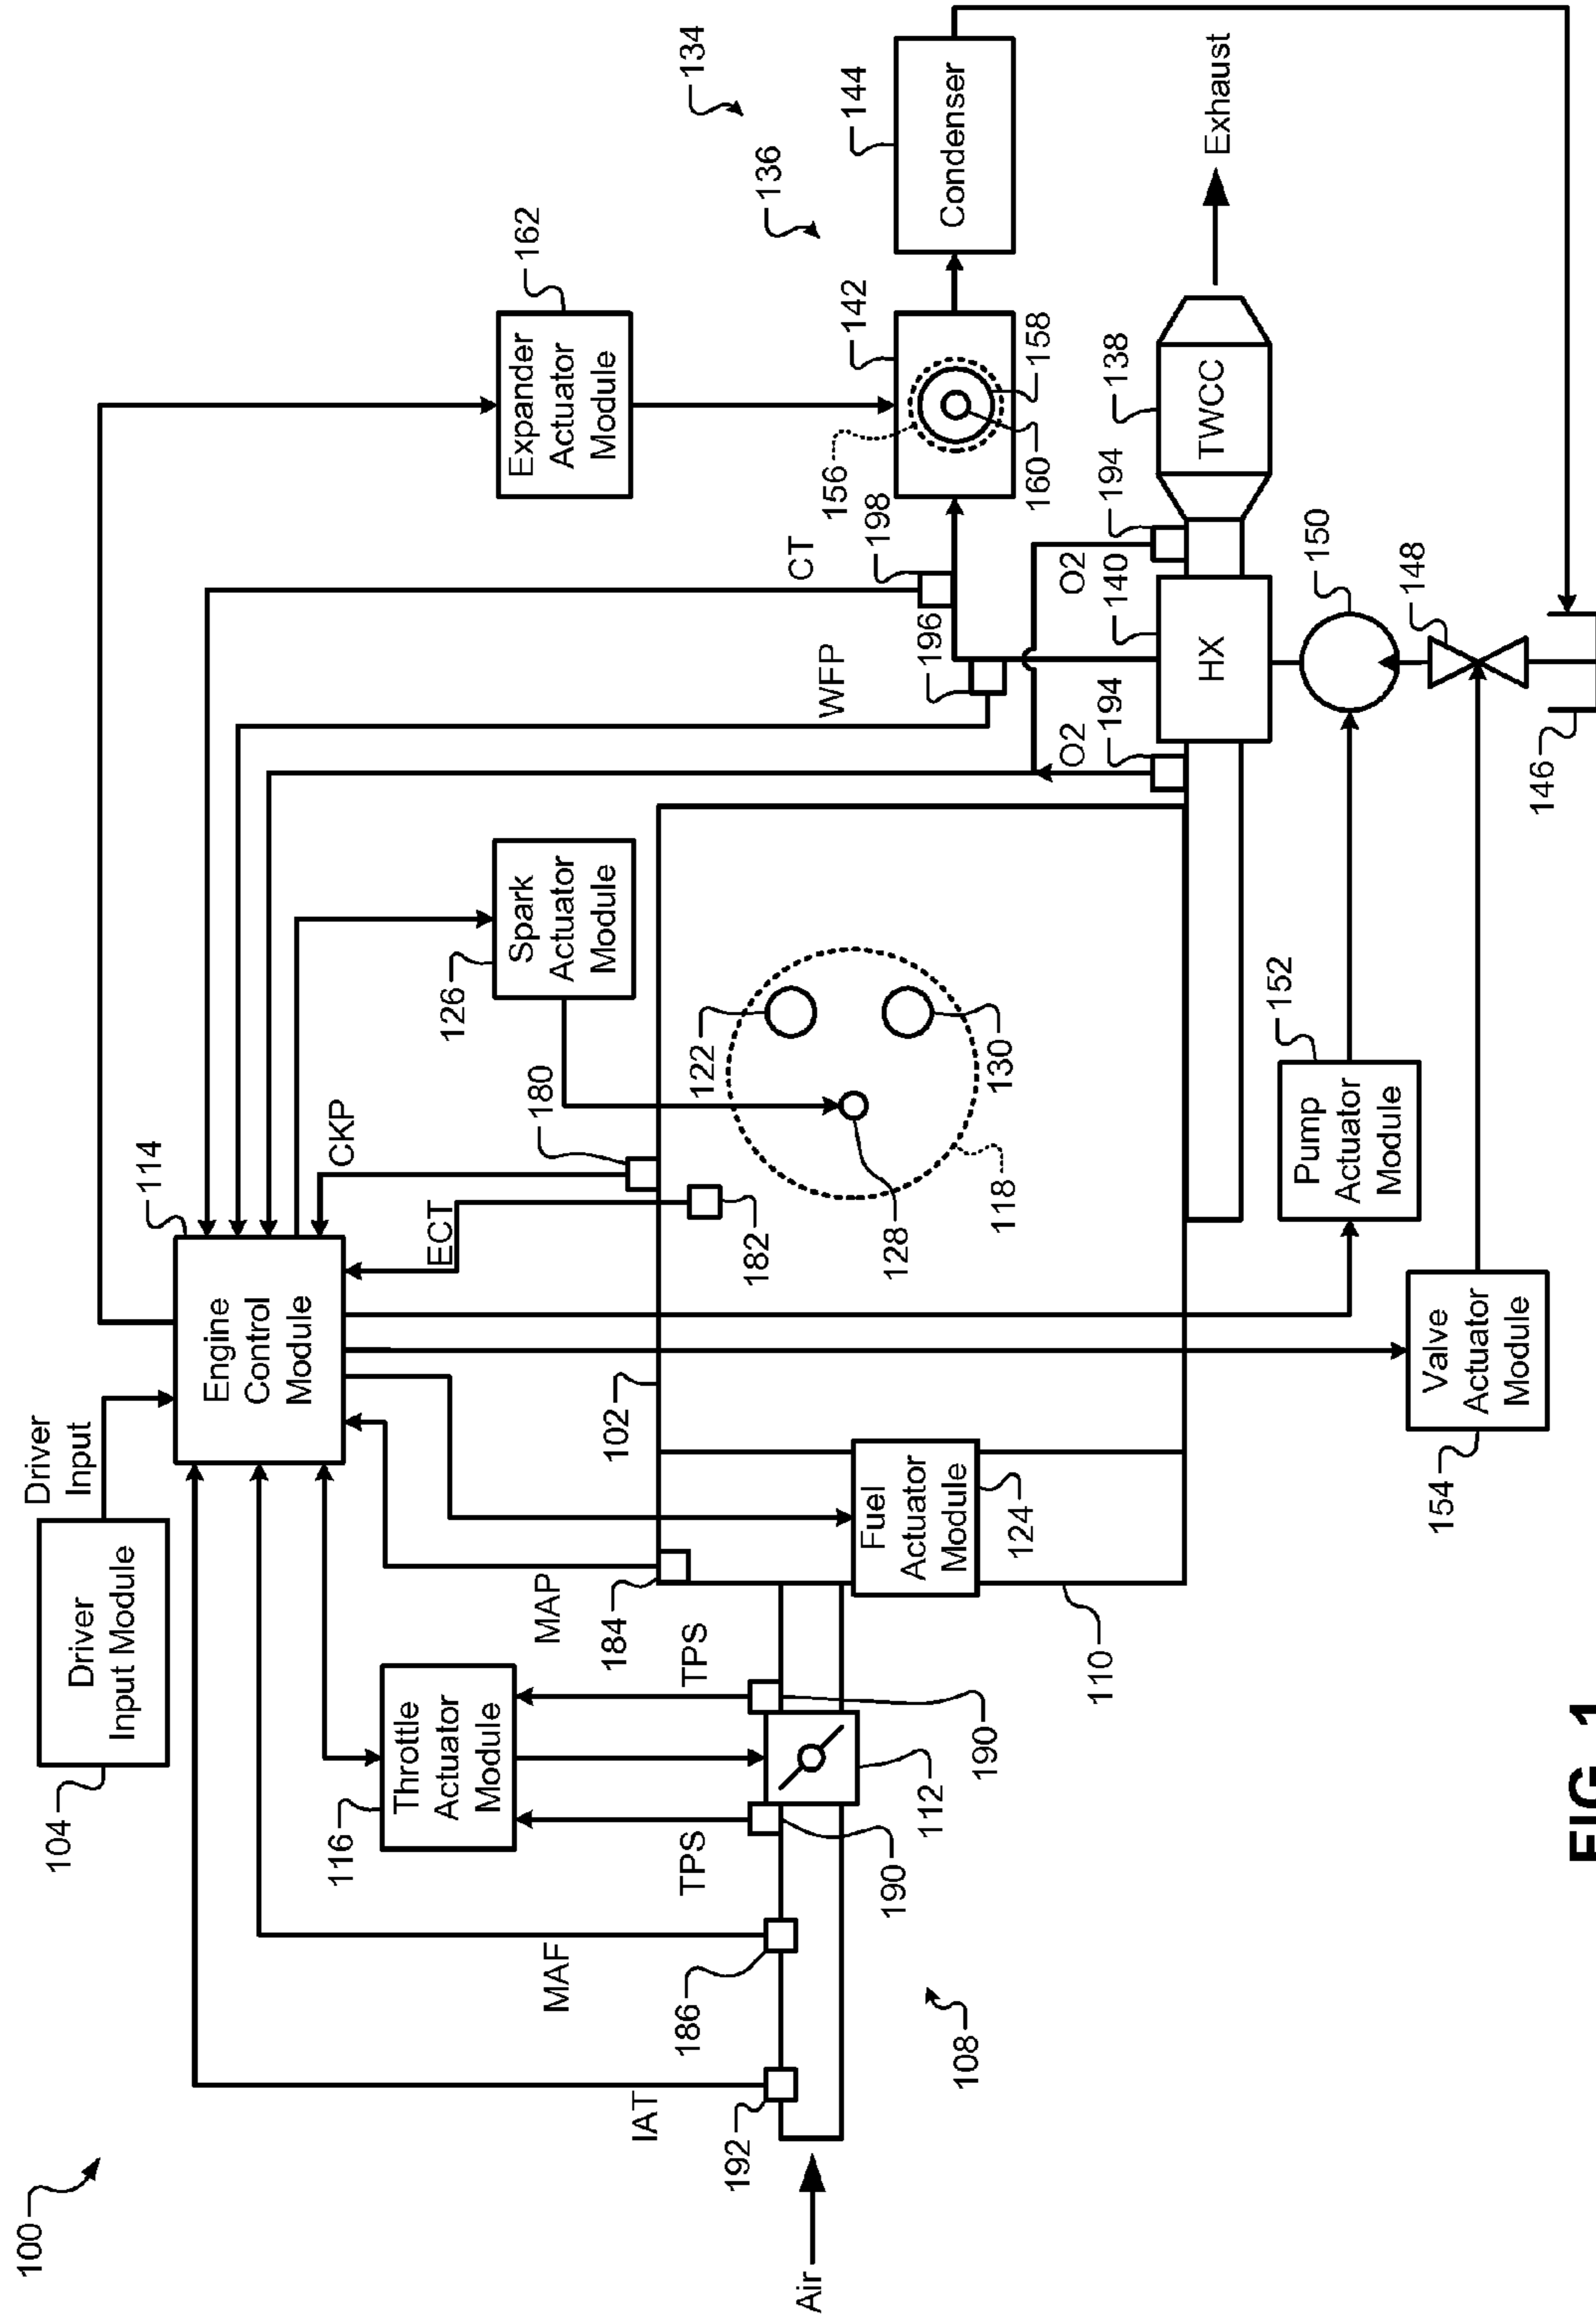 100
104
Driver
Input Module
Driver
Input
114
Engine
Control
Module
Expander
Actuator
Module
162
134
136
116
Throttle
Actuator
Module
126
Spark
Actuator
Module
IAT
MAF
TPS
TPS
MAP
ECT
CKP
O2
O2
WFP
CT
192
186
190
190
184
102
182
180
194
194
196
198
Air
108
112
110
Fuel
Actuator
Module
124
128
118
122
130
156
142
158
160
144
Condenser
HX
140
138
TWCC
Exhaust
154
Valve
Actuator
Module
152
Pump
Actuator
Module
150
148
146
FIG. 1